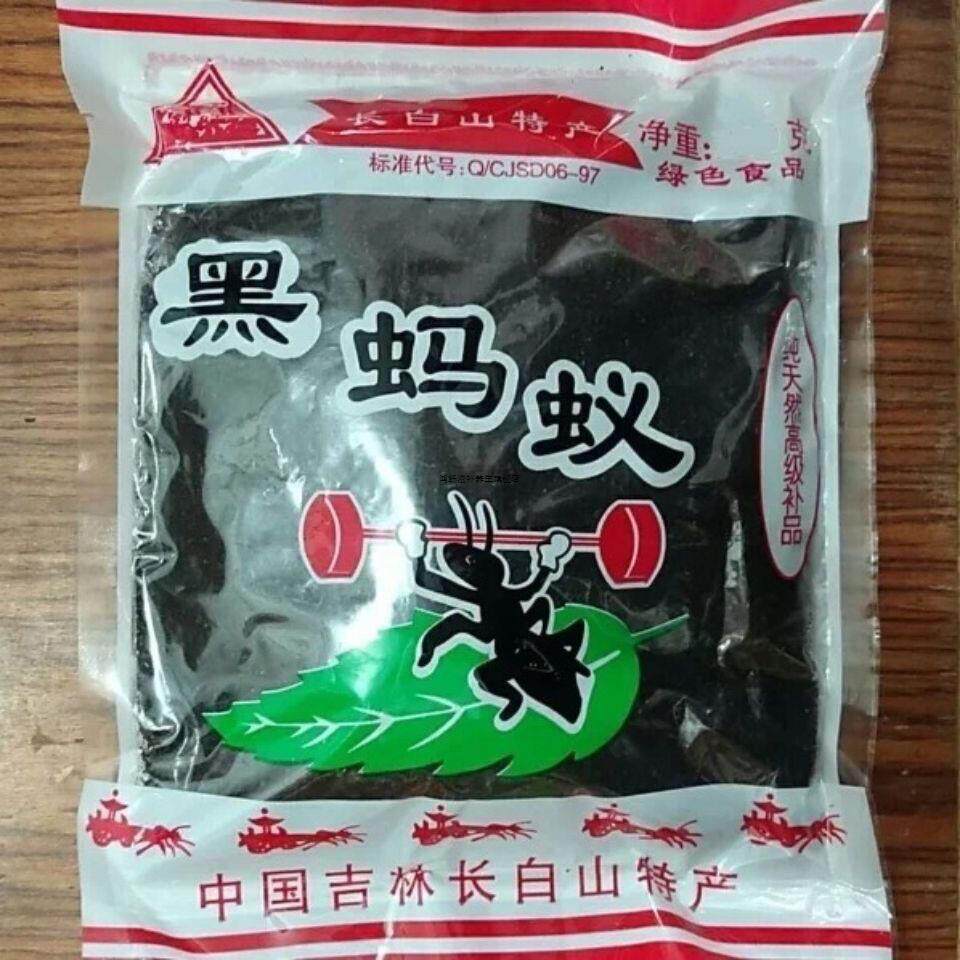 长白山特产
净重: 克
标准代号:Q/CJSD06-97
绿色食品
黑蚂蚁
纯天然高级补品
中国吉林长白山特产